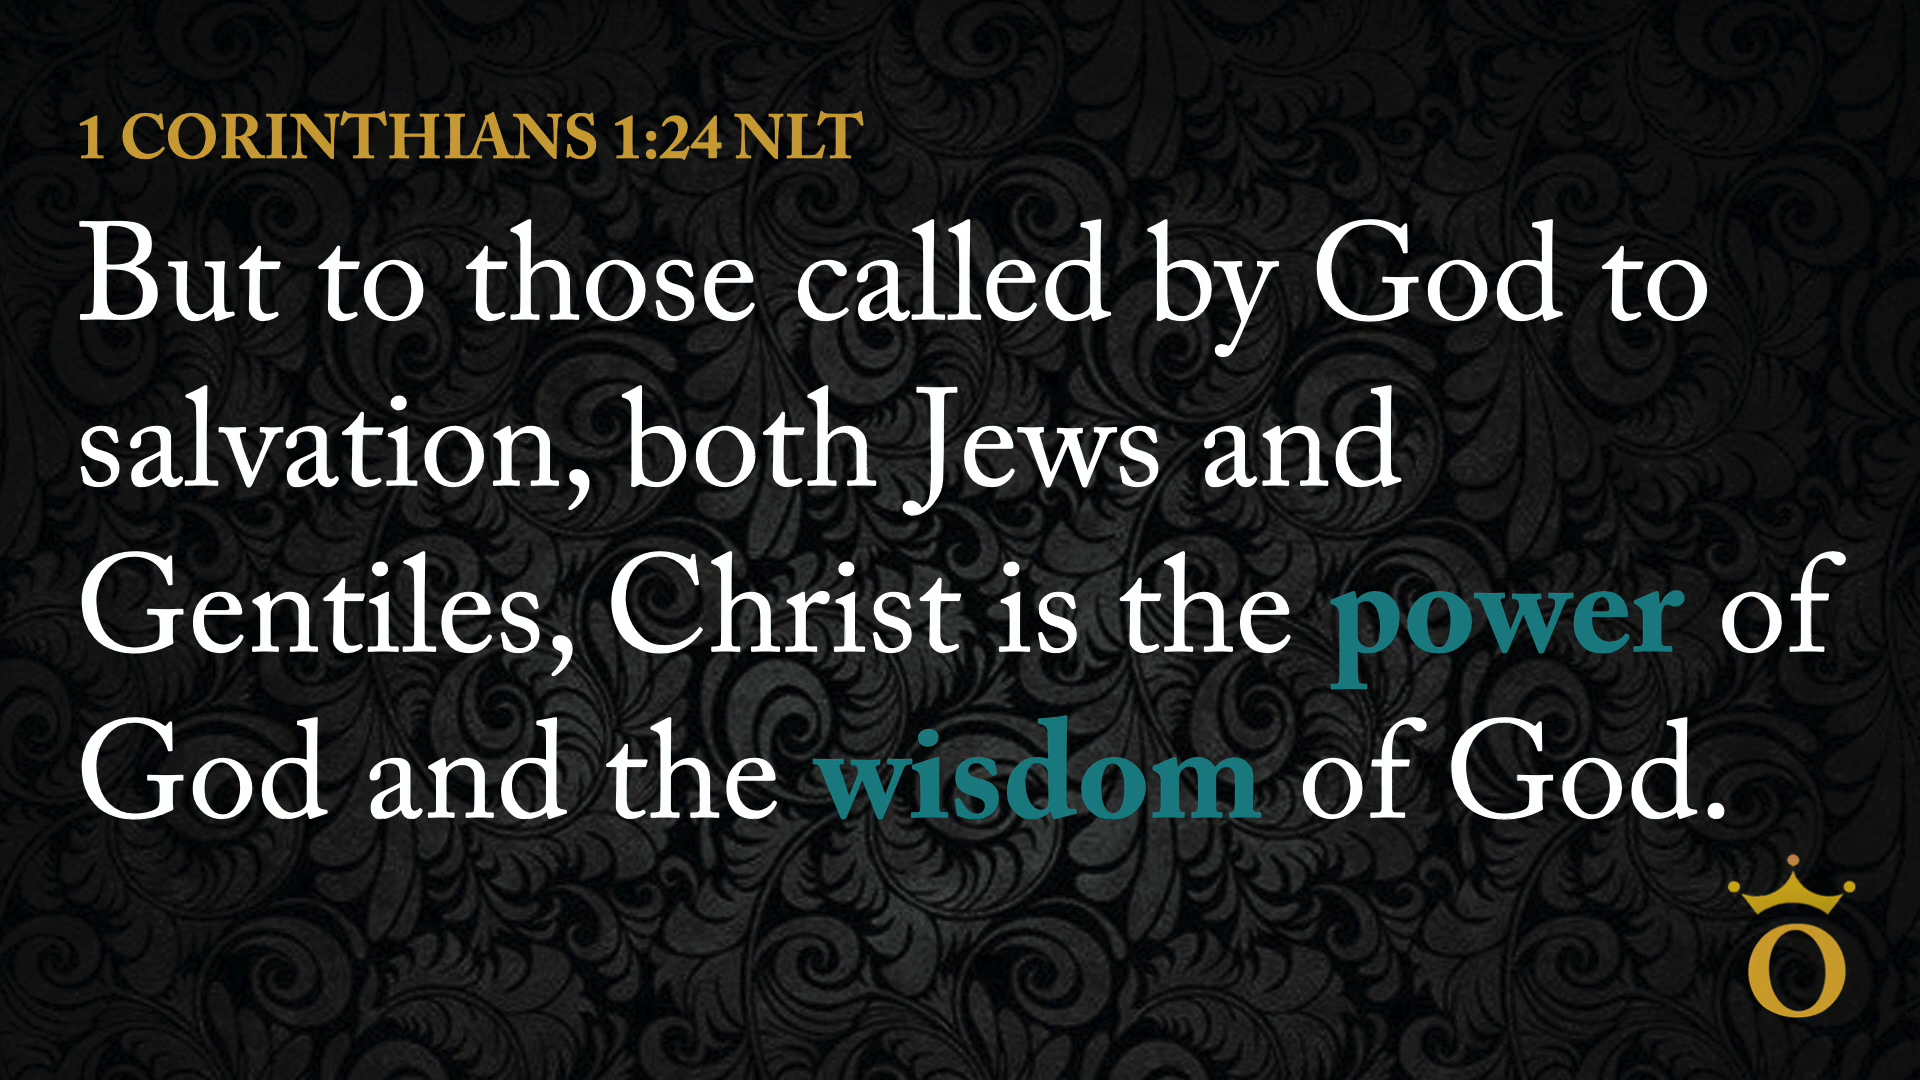 1 CORINTHIANS 1:24 NLT
But to those called by God to
salvation, both Jews and
Gentiles, Christ is the power of
God and the wisdom of God.
O